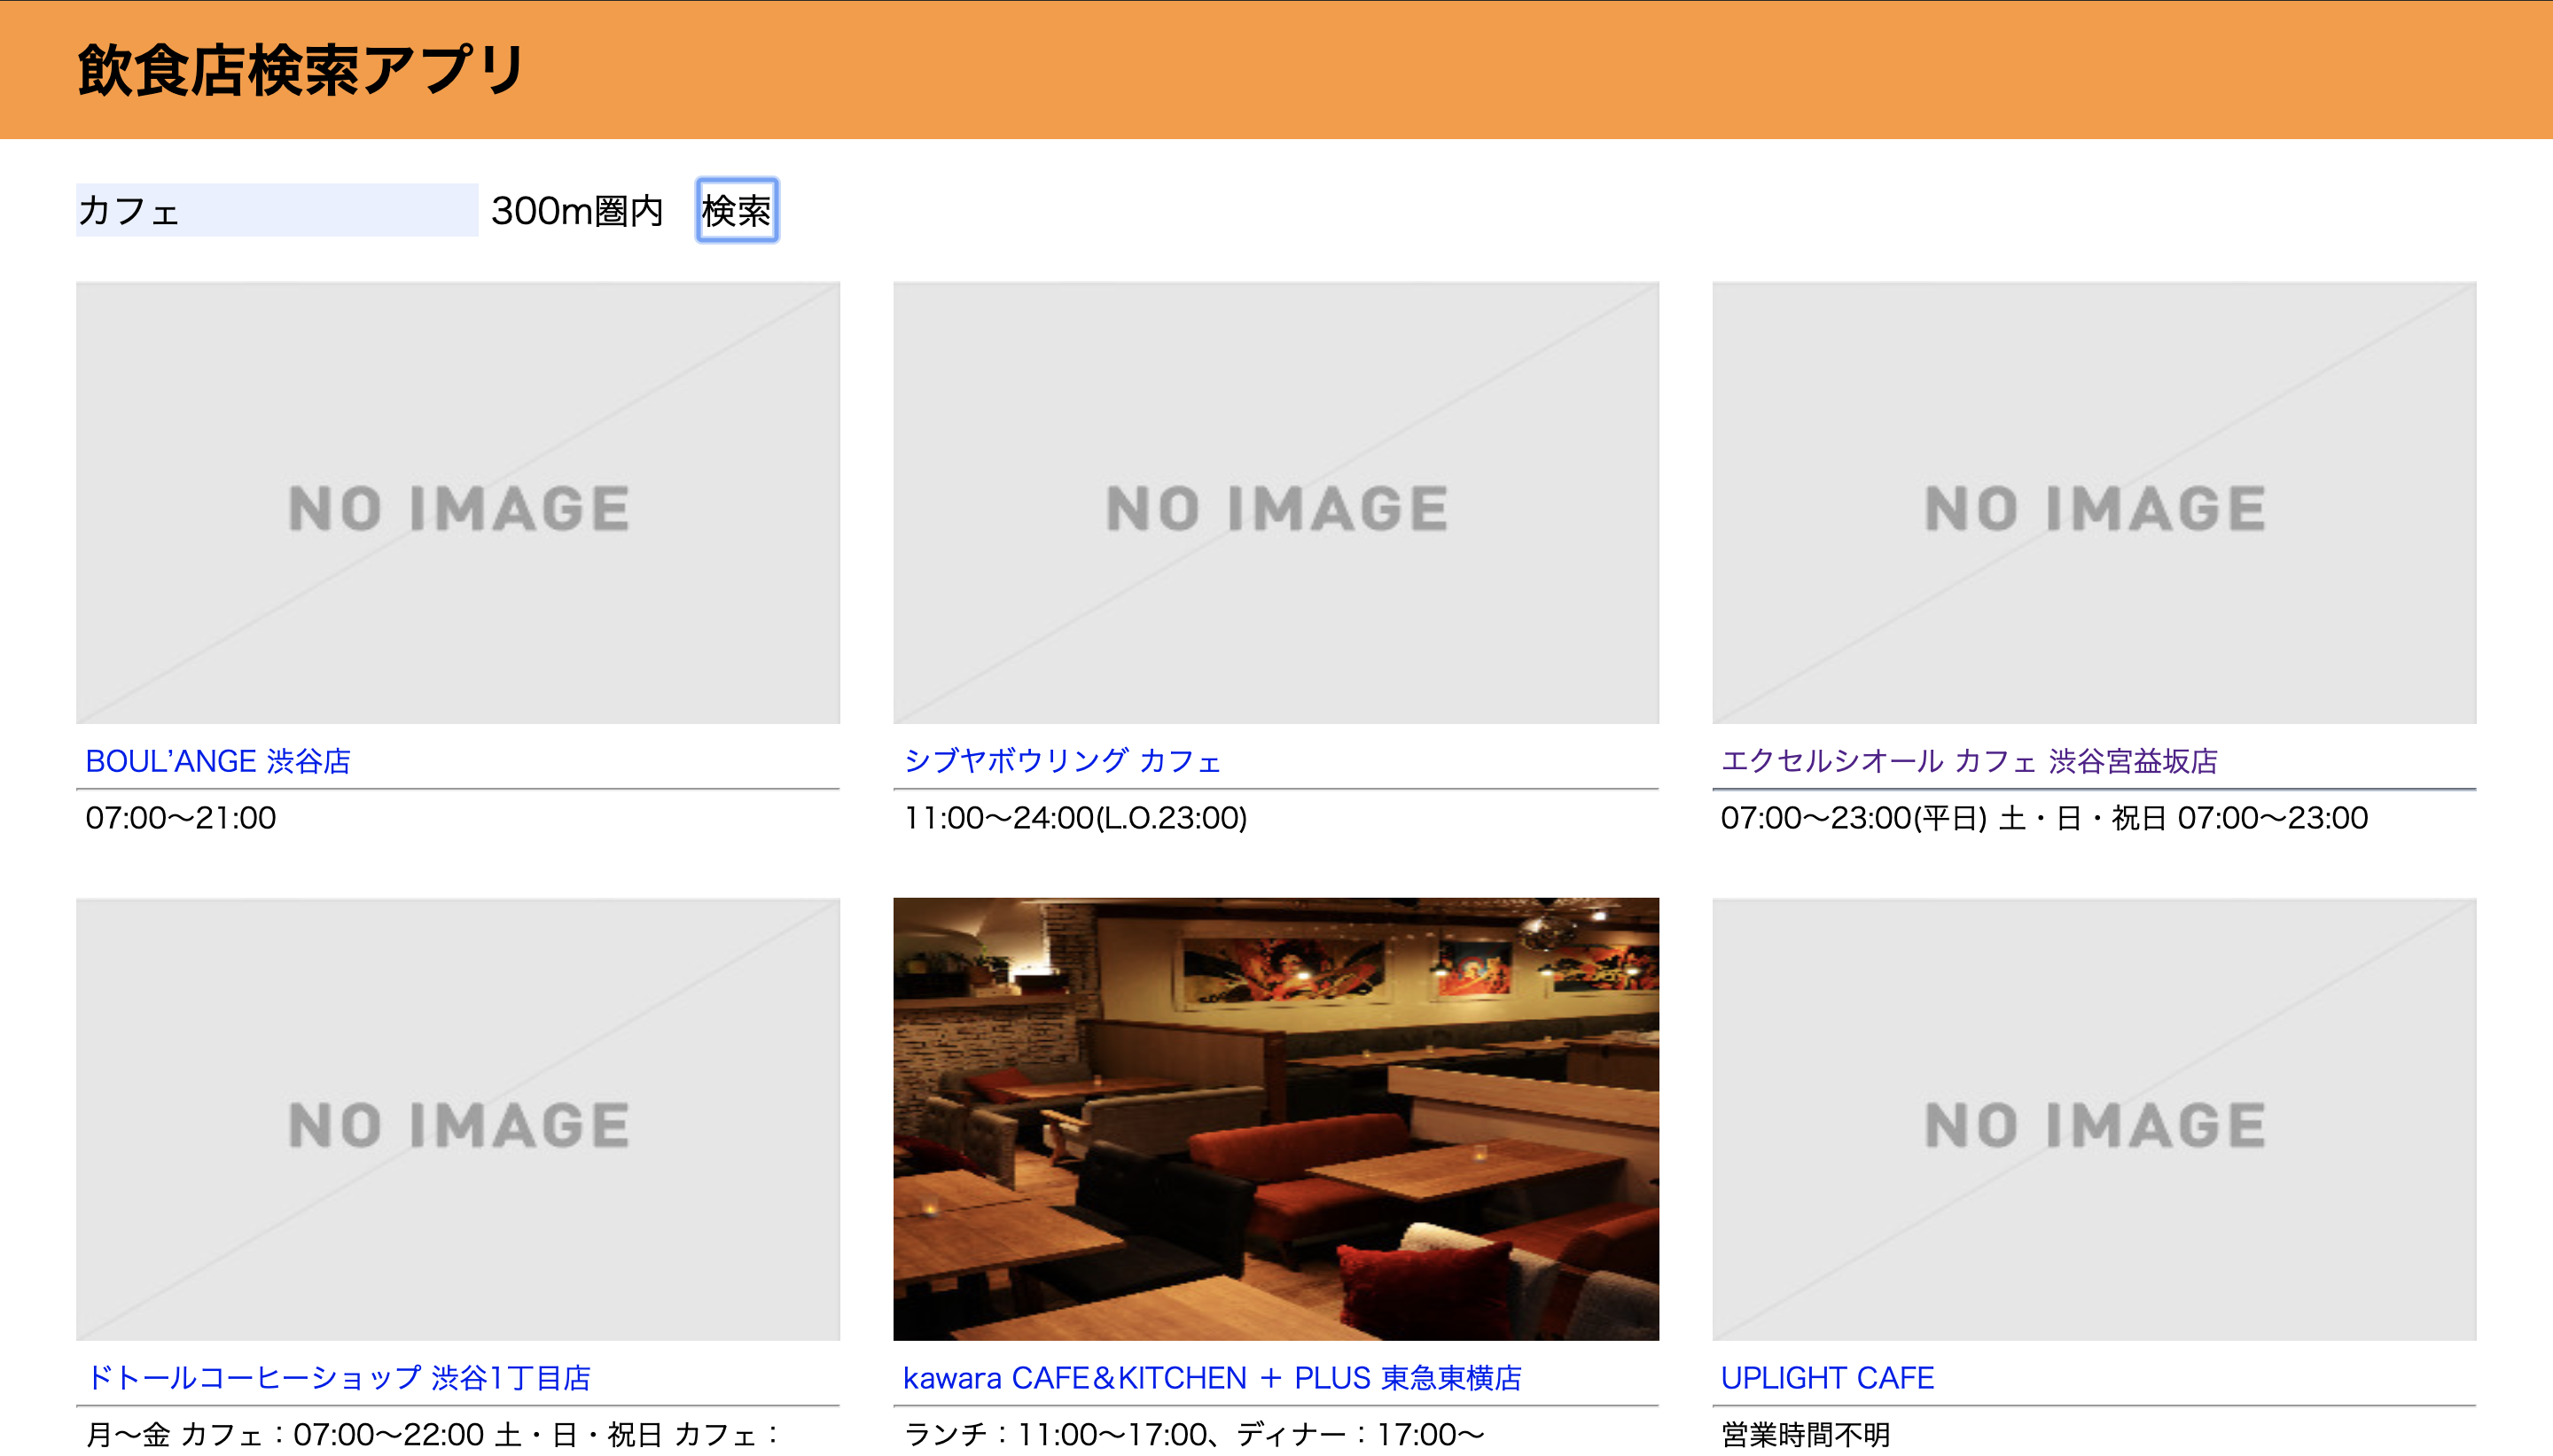 飲食店検索アプリ
カフェ 300m圏内 検索
NO IMAGE
NO IMAGE
NO IMAGE
BOUL’ANGE 渋谷店
シブヤボウリング カフェ
エクセルシオール カフェ 渋谷宮益坂店
07:00〜21:00
11:00〜24:00(L.O.23:00)
07:00〜23:00(平日) 土・日・祝日 07:00〜23:00
NO IMAGE
NO IMAGE
ドトールコーヒーショップ 渋谷1丁目店
kawara CAFE＆KITCHEN ＋ PLUS 東急東横店
UPLIGHT CAFE
月〜金 カフェ：07:00〜22:00 土・日・祝日 カフェ：
ランチ：11:00〜17:00、ディナー：17:00〜
営業時間不明